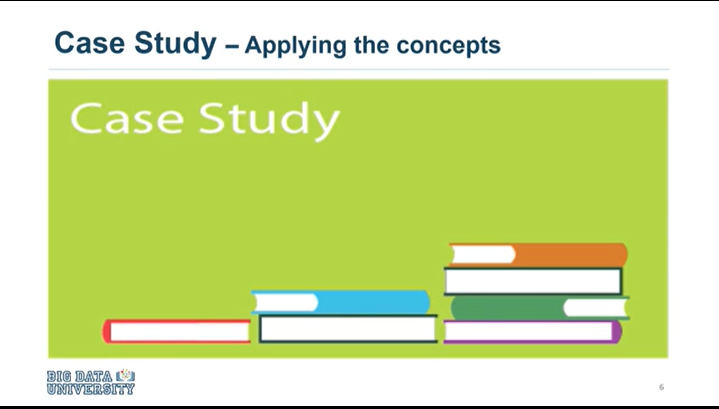 Case Study – Applying the concepts
Case Study
BIG DATA
UNIVERSITY
6